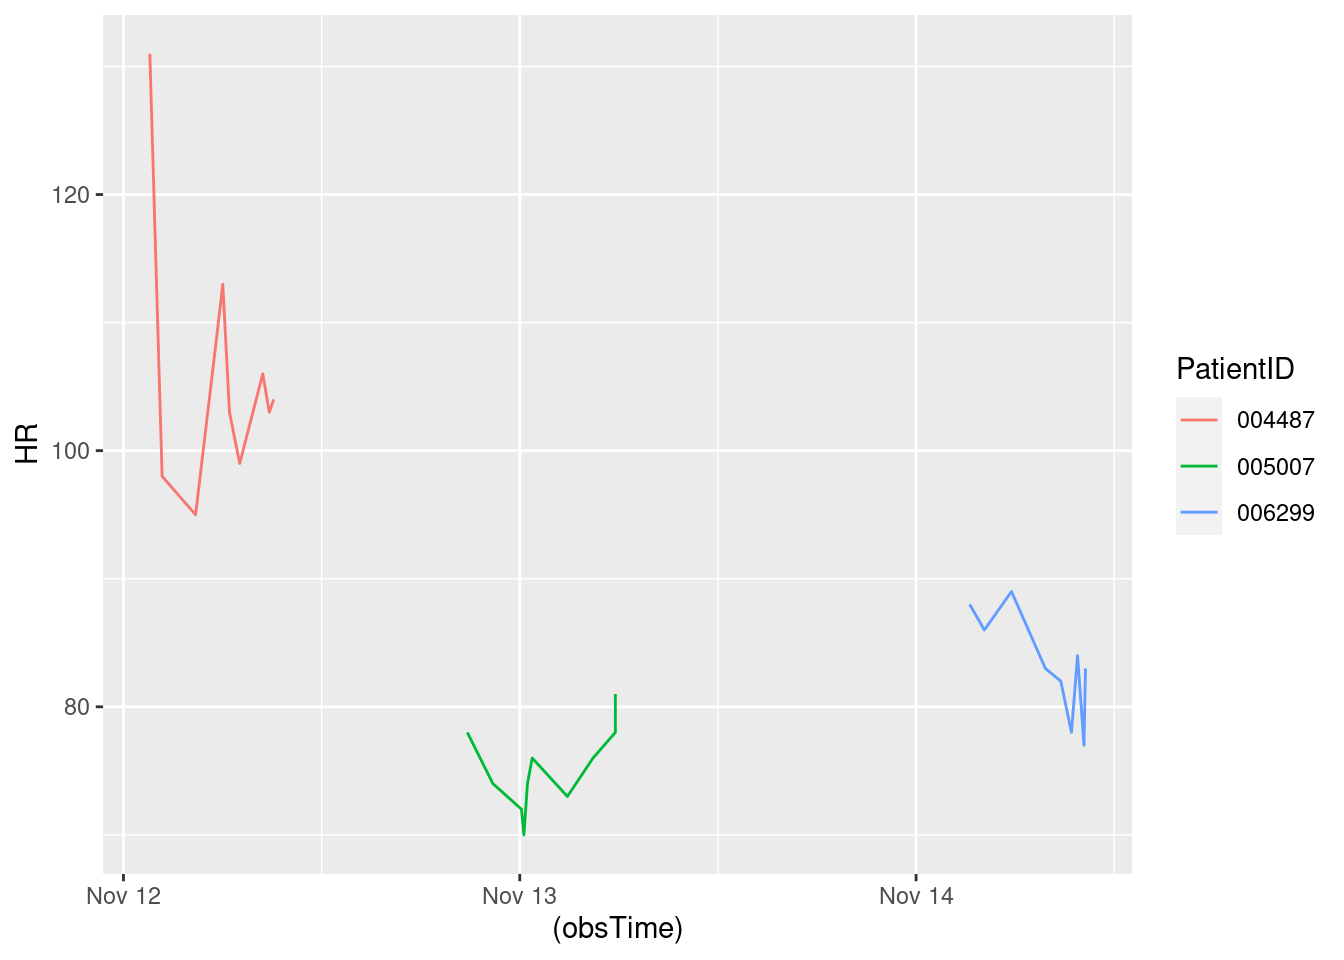 120
100
80
HR
Nov 12
Nov 13
Nov 14
(obsTime)
PatientID
004487
005007
006299